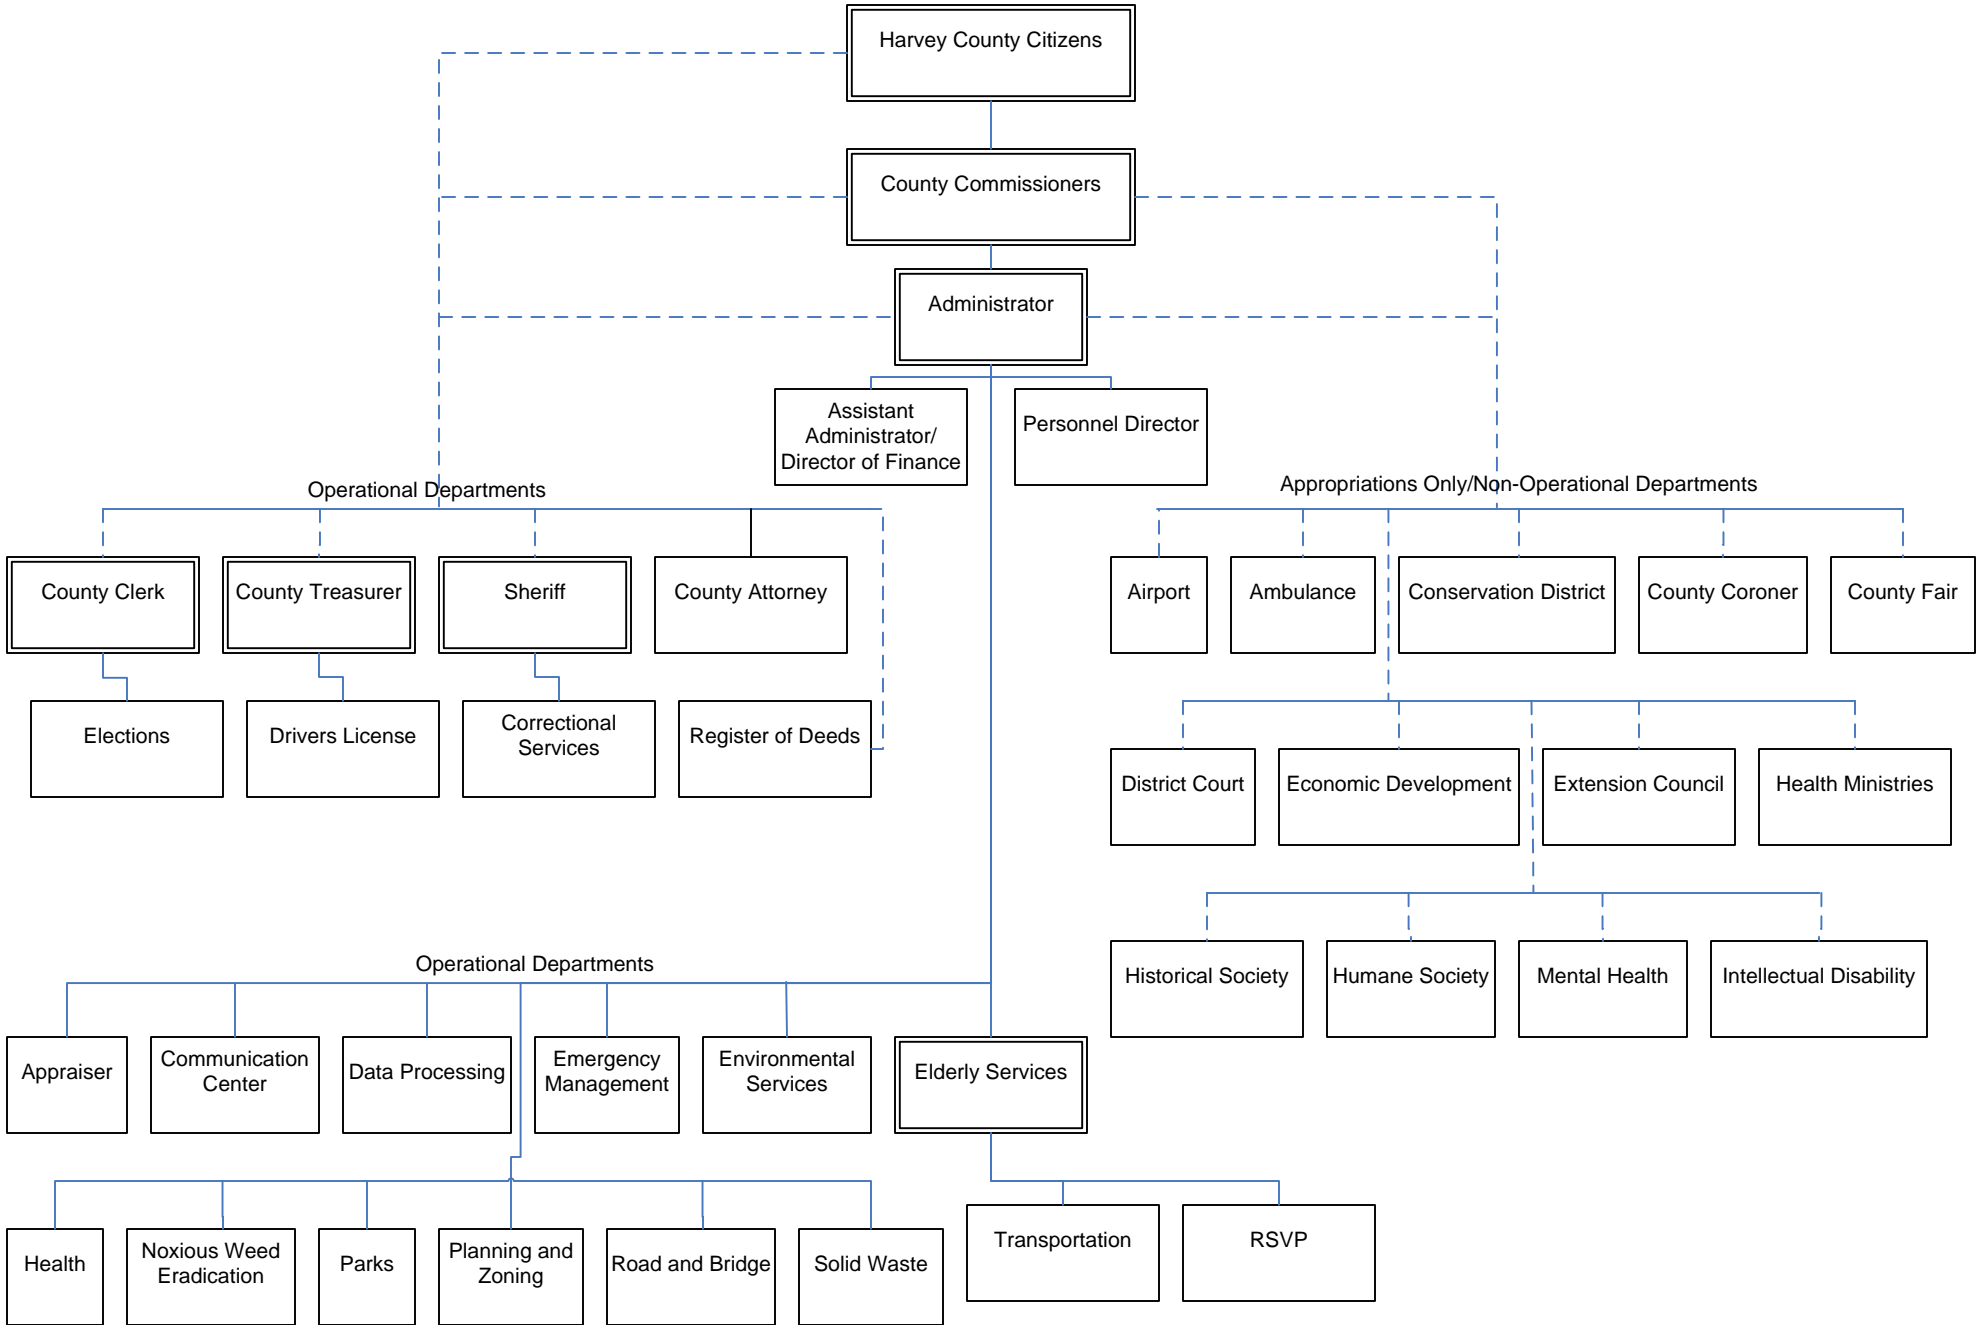 Harvey County Citizens
County Commissioners
Administrator
Assistant
Administrator/
Director of Finance
Personnel Director
Operational Departments
Appropriations Only/Non-Operational Departments
County Clerk
County Treasurer
Sheriff
County Attorney
Airport
Ambulance
Conservation District
County Coroner
County Fair
Elections
Drivers License
Correctional
Services
Register of Deeds
District Court
Economic Development
Extension Council
Health Ministries
Historical Society
Humane Society
Mental Health
Intellectual Disability
Operational Departments
Appraiser
Communication
Center
Data Processing
Emergency
Management
Environmental
Services
Elderly Services
Health
Noxious Weed
Eradication
Parks
Planning and
Zoning
Road and Bridge
Solid Waste
Transportation
RSVP